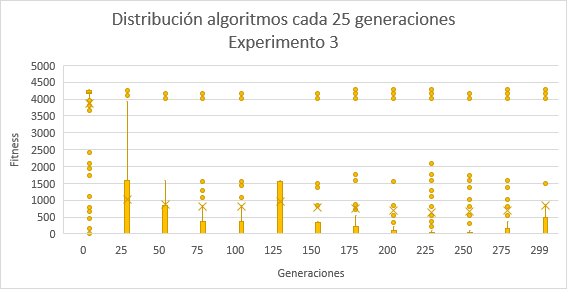 Distribución algoritmos cada 25 generaciones
Experimento 3
5000
4500
4000
3500
3000
2500
2000
1500
1000
500
0
Fitness
0 25 50 75 100 125 150 175 200 225 250 275 299
Generaciones